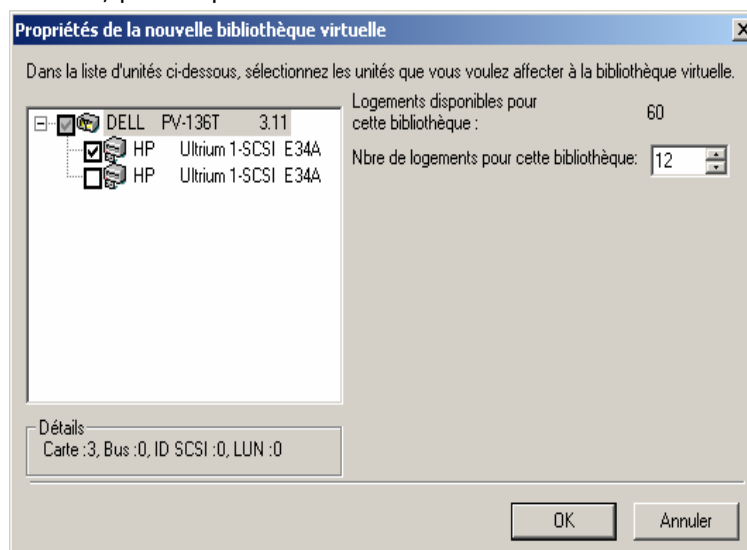 Propriétés de la nouvelle bibliothèque virtuelle
Dans la liste d'unités ci-dessous, sélectionnez les unités que vous voulez affecter à la bibliothèque virtuelle.
DELL PV-136T 3.11
HP Ultrium 1-SCSI E34A
HP Ultrium 1-SCSI E34A
Logements disponibles pour
cette bibliothèque : 60
Nbre de logements pour cette bibliothèque: 12
Détails
Carte :3, Bus :0, ID SCSI :0, LUN :0
OK
Annuler